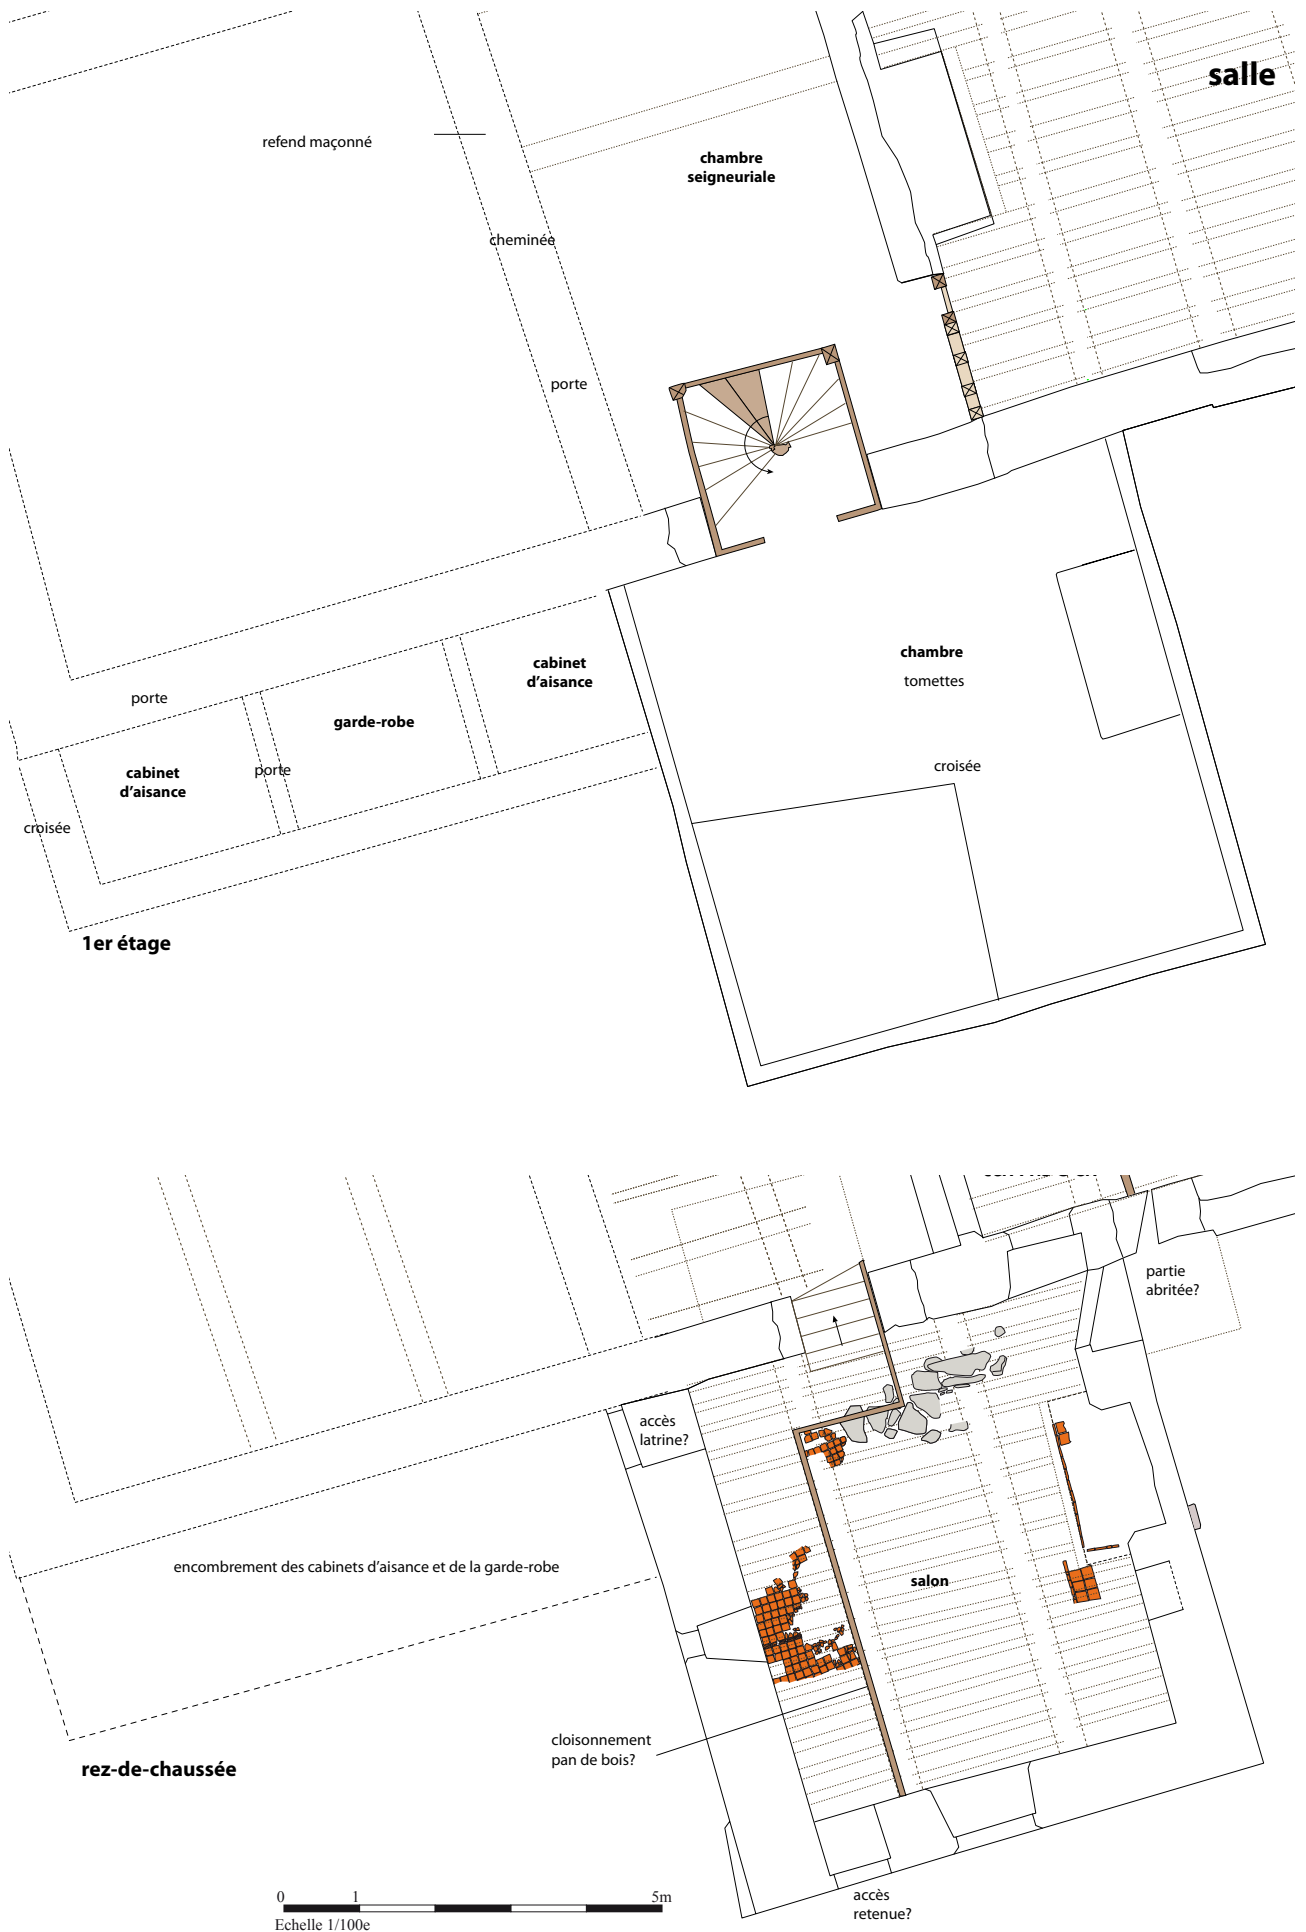 salle
refend maçonné
chambre
seigneuriale
cheminée
porte
cabinet
d'aisance
chambre
tomettes
porte
garde-robe
croisée
cabinet
d'aisance
porte
croisée
1er étage
partie
abritée?
accès
latrine?
encombrement des cabinets d'aisance et de la garde-robe
salon
cloisonnement
pan de bois?
rez-de-chaussée
accès
retenue?
0 1 5m
Echelle 1/100e